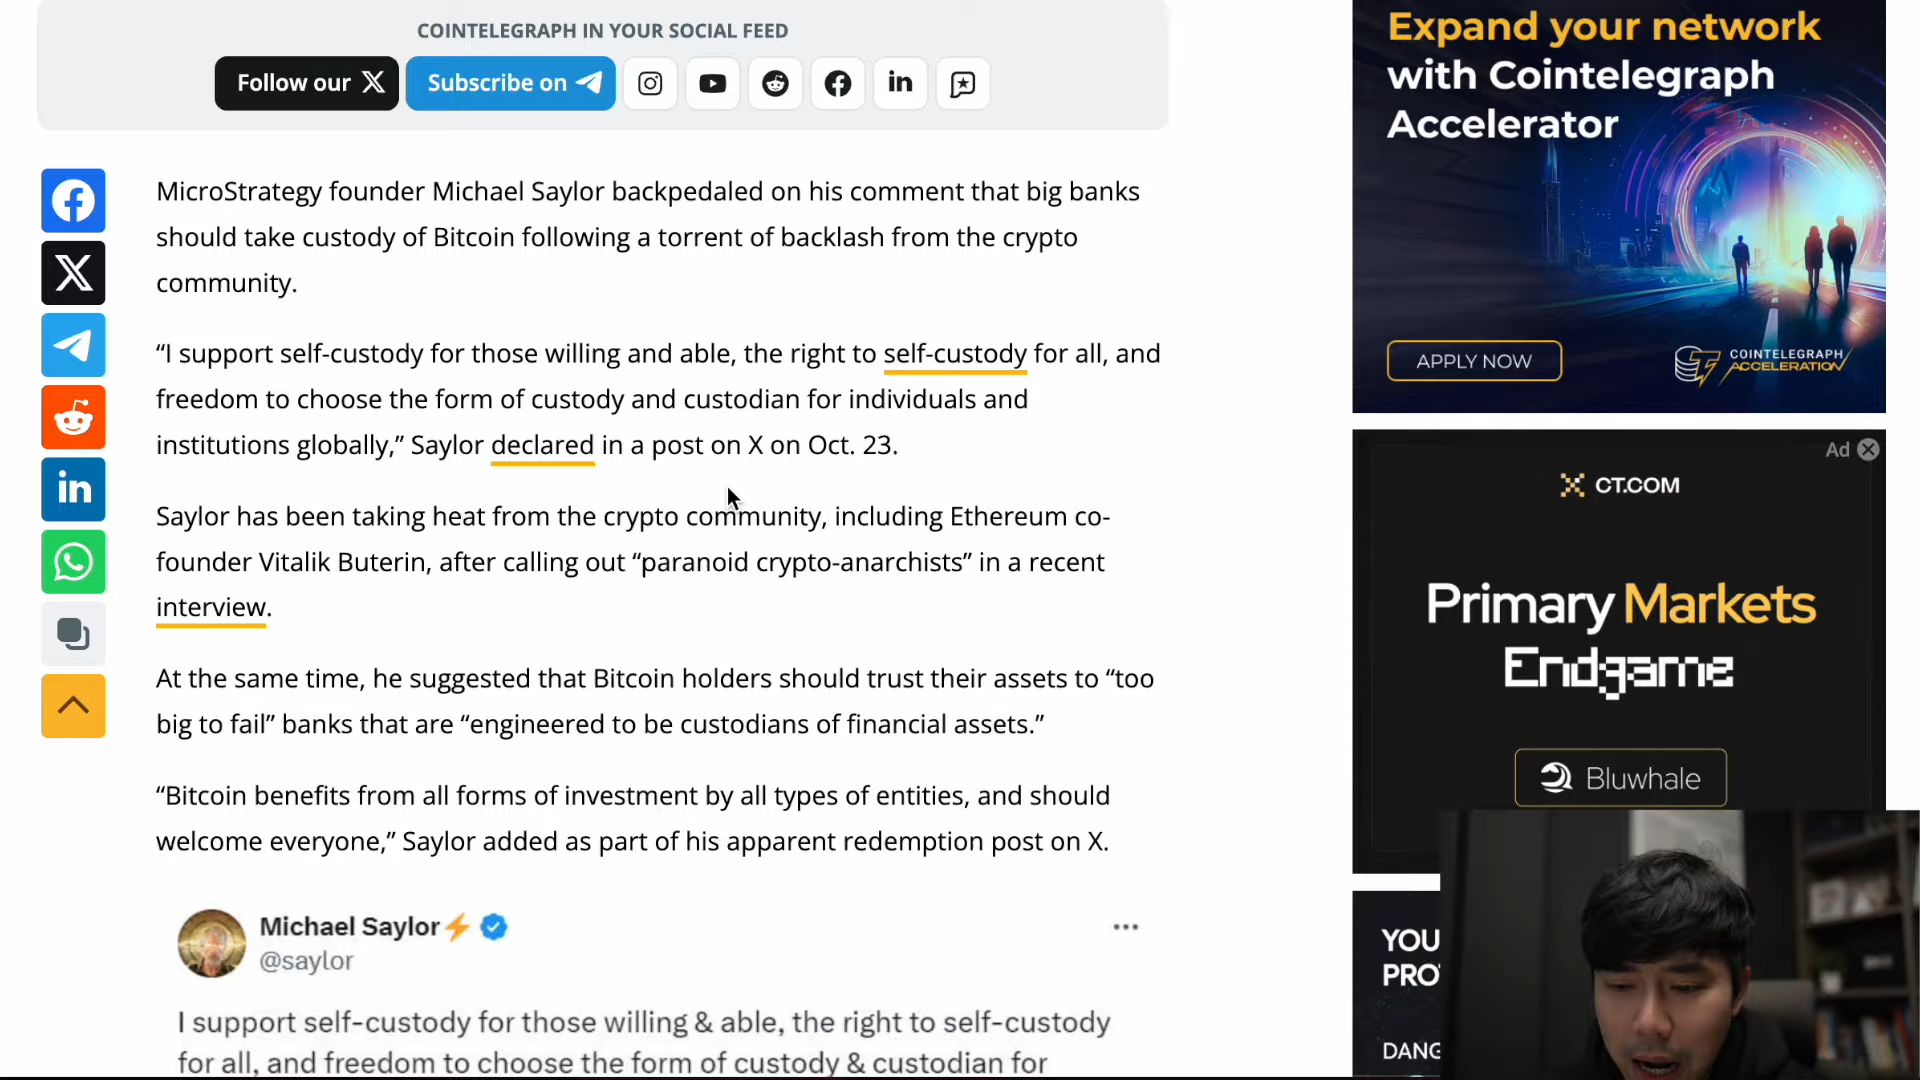 COINTELEGRAPH IN YOUR SOCIAL FEED
Follow our X
Subscribe on
MicroStrategy founder Michael Saylor backpedaled on his comment that big banks
should take custody of Bitcoin following a torrent of backlash from the crypto
community.
“I support self-custody for those willing and able, the right to self-custody for all, and
freedom to choose the form of custody and custodian for individuals and
institutions globally,” Saylor declared in a post on X on Oct. 23.
Saylor has been taking heat from the crypto community, including Ethereum co-
founder Vitalik Buterin, after calling out “paranoid crypto-anarchists” in a recent
interview.
At the same time, he suggested that Bitcoin holders should trust their assets to “too
big to fail” banks that are “engineered to be custodians of financial assets.”
“Bitcoin benefits from all forms of investment by all types of entities, and should
welcome everyone,” Saylor added as part of his apparent redemption post on X.
Michael Saylor
@saylor
I support self-custody for those willing & able, the right to self-custody
for all, and freedom to choose the form of custody & custodian for
Expand your network
with Cointelegraph
Accelerator
APPLY NOW
COINTELEGRAPH
ACCELERATION
Ad
CT.COM
Primary Markets
Endgame
Bluwhale
YOU
PRO
DANG